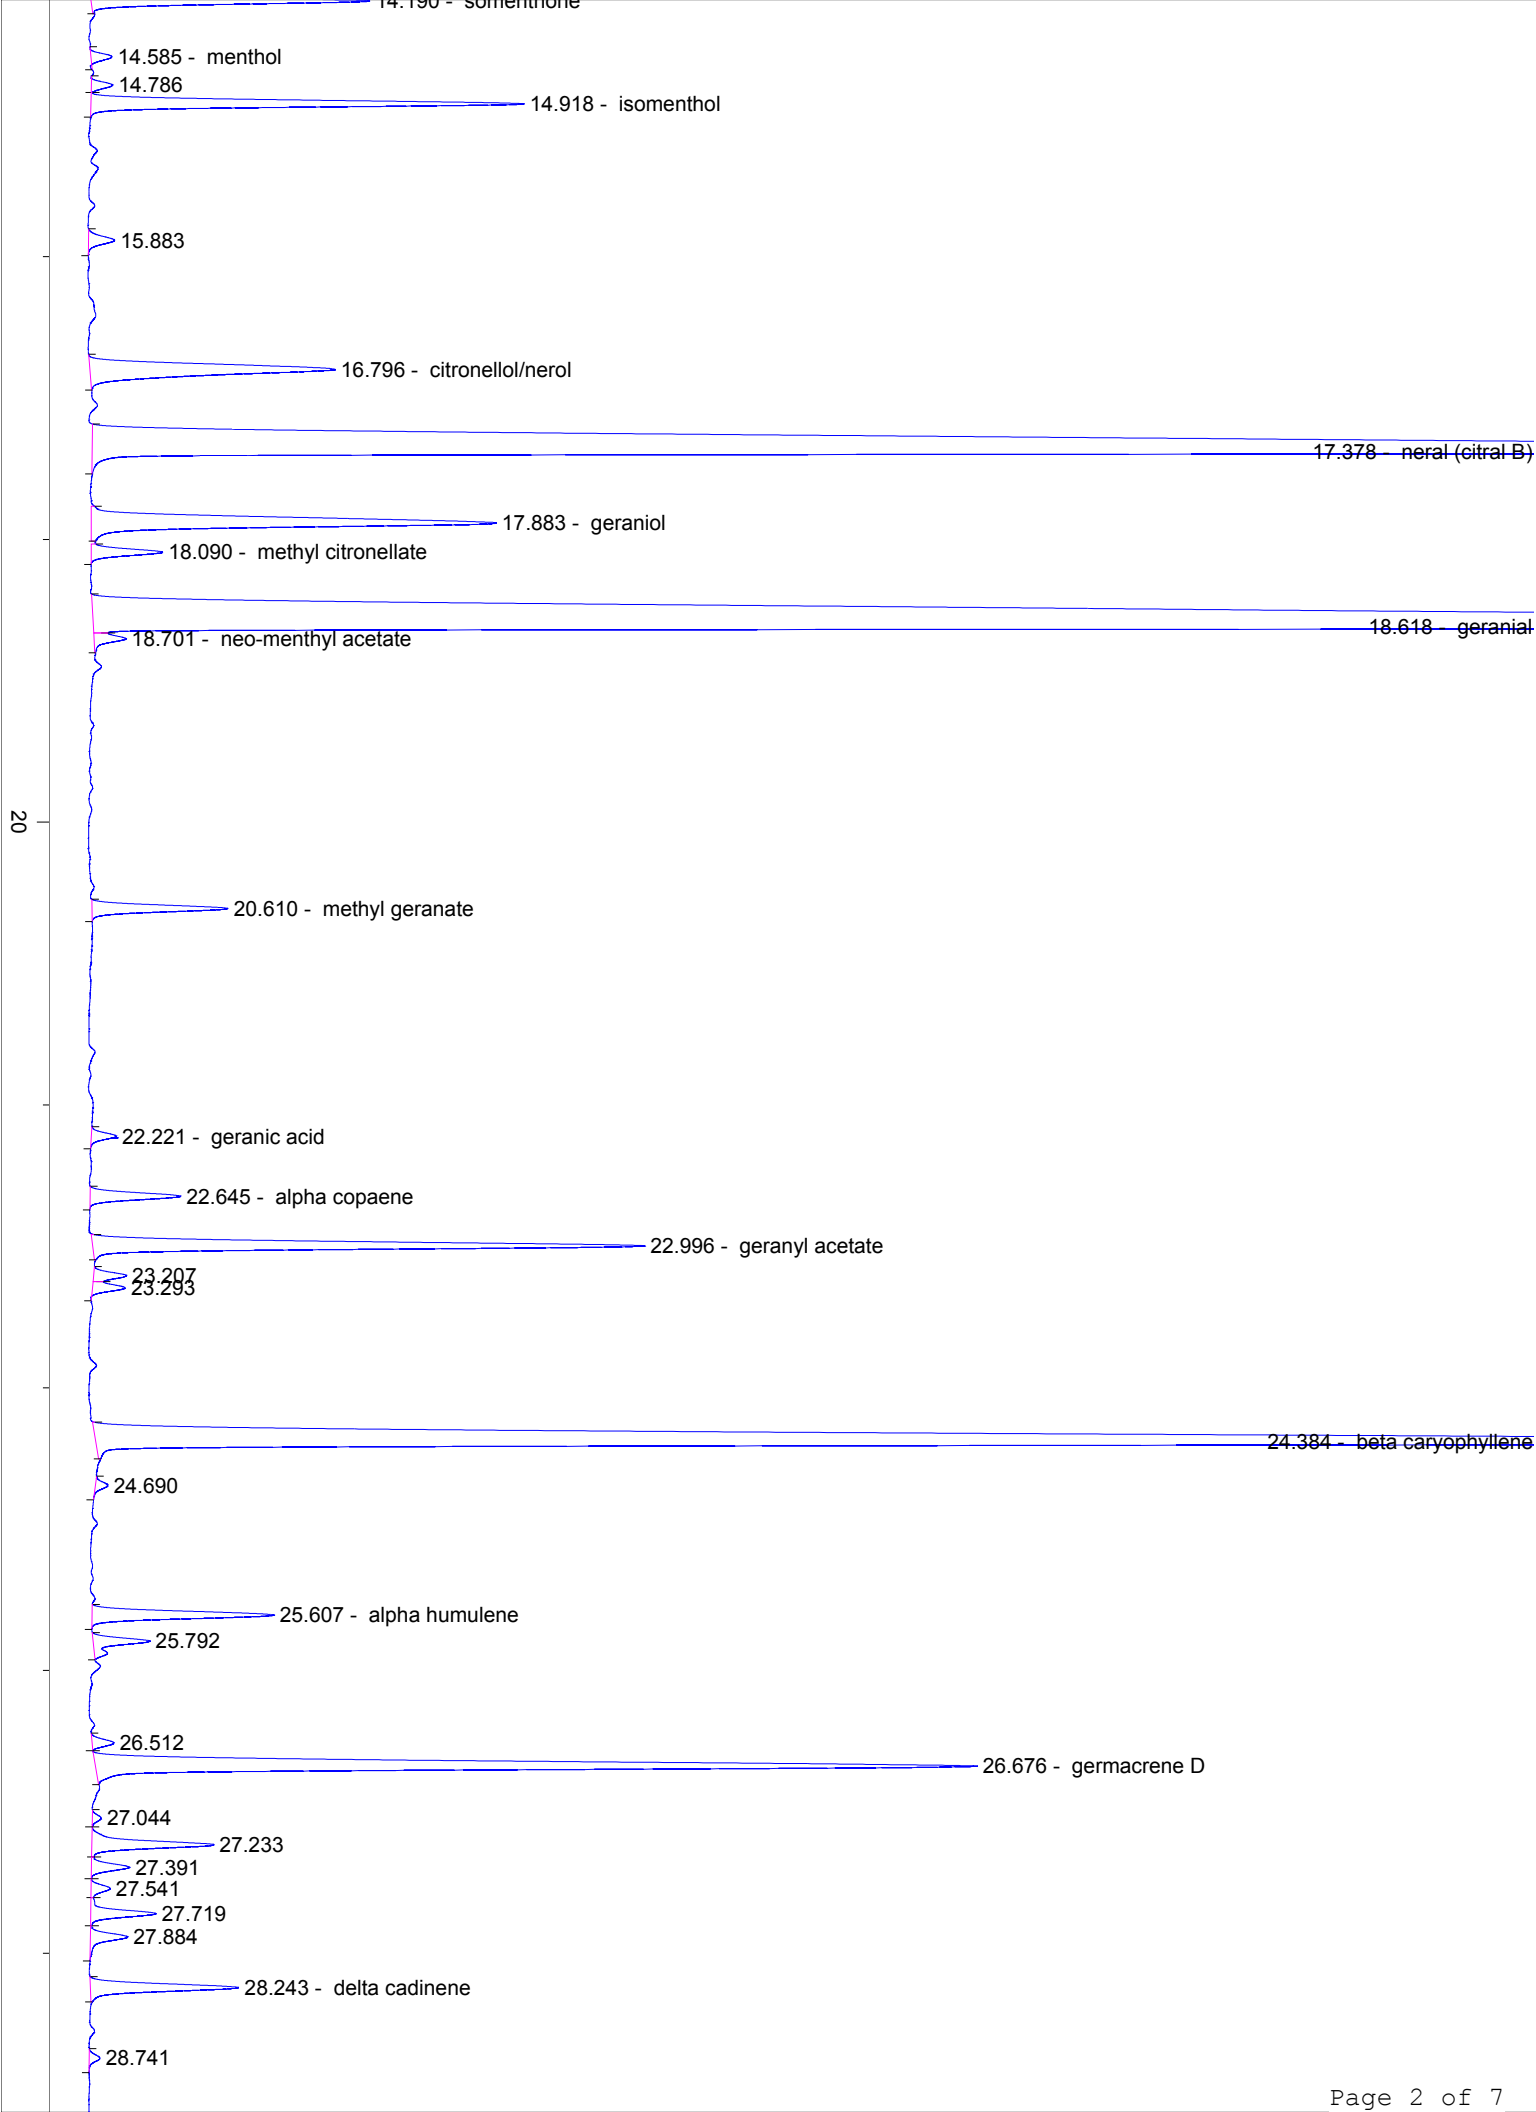 14.190 - somenthone
14.585 - menthol
14.786
14.918 - isomenthol
15.883
16.796 - citronellol/nerol
17.378 - neral (citral B)
17.883 - geraniol
18.090 - methyl citronellate
18.618 - geranial
18.701 - neo-menthyl acetate
20
20.610 - methyl geranate
22.221 - geranic acid
22.645 - alpha copaene
22.996 - geranyl acetate
23.207
23.293
24.384 - beta caryophyllene
24.690
25.607 - alpha humulene
25.792
26.512
26.676 - germacrene D
27.044
27.233
27.391
27.541
27.719
27.884
28.243 - delta cadinene
28.741
Page 2 of 7